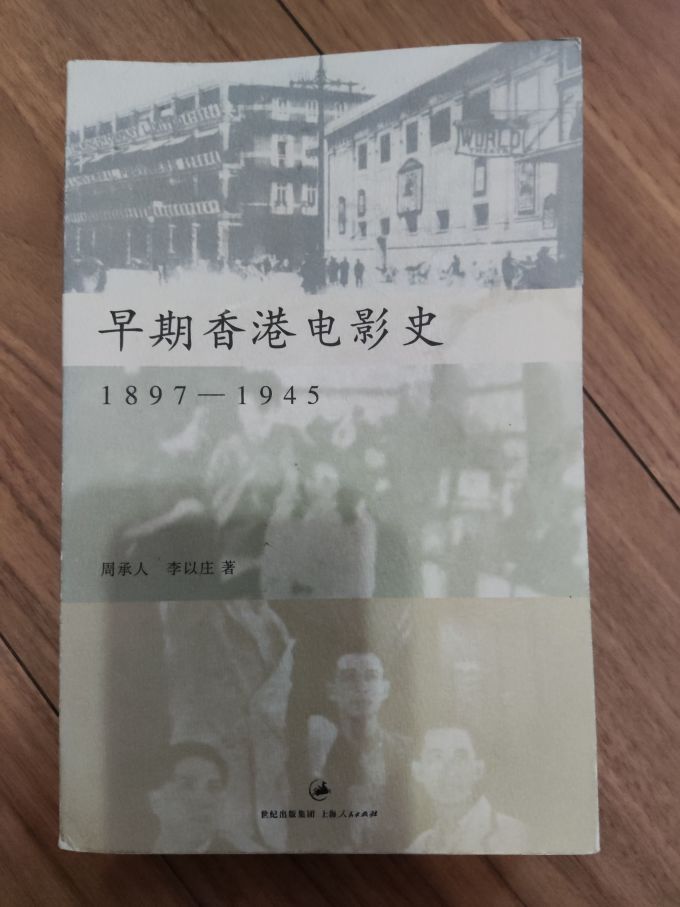 WORLD
早期香港电影史
1897—1945
周承人 李以庄 著
世纪出版集团 上海人民出版社